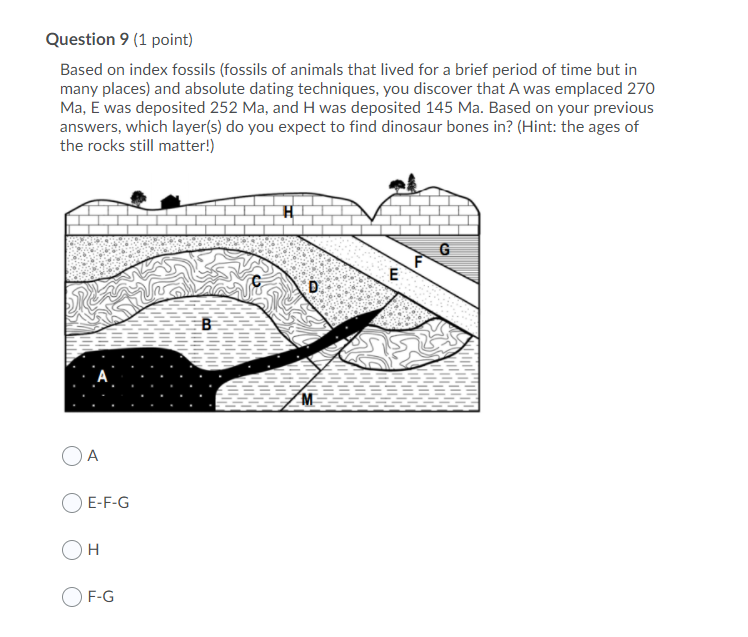 Question 9 (1 point)
Based on index fossils (fossils of animals that lived for a brief period of time but in
many places) and absolute dating techniques, you discover that A was emplaced 270
Ma, E was deposited 252 Ma, and H was deposited 145 Ma. Based on your previous
answers, which layer(s) do you expect to find dinosaur bones in? (Hint: the ages of
the rocks still matter!)
H
G
F
E
C
D
B
A
M
A
E-F-G
H
F-G